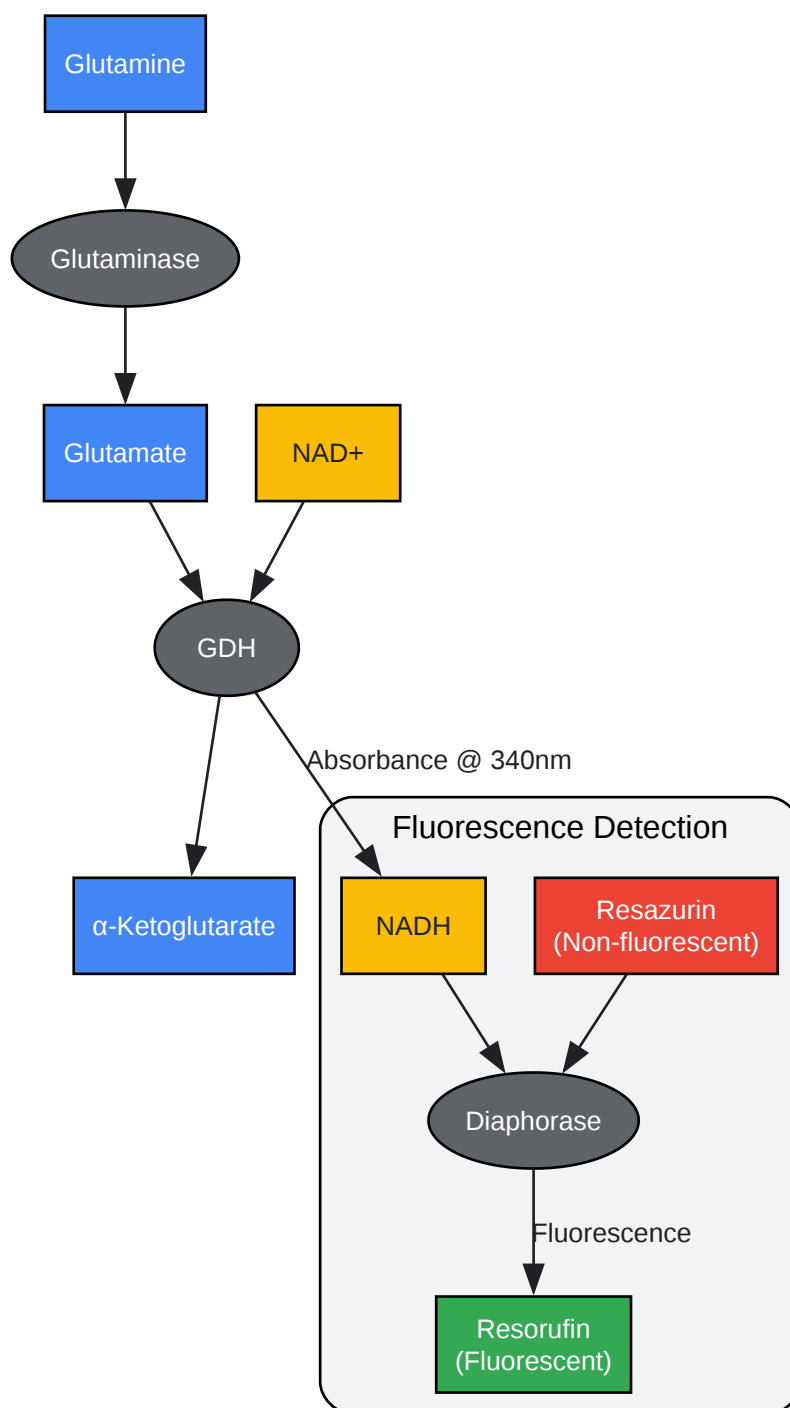 Glutamine
Glutaminase
Glutamate
NAD+
GDH
Absorbance @ 340nm
Fluorescence Detection
α-Ketoglutarate
NADH
Resazurin
(Non-fluorescent)
Diaphorase
Fluorescence
Resorufin
(Fluorescent)